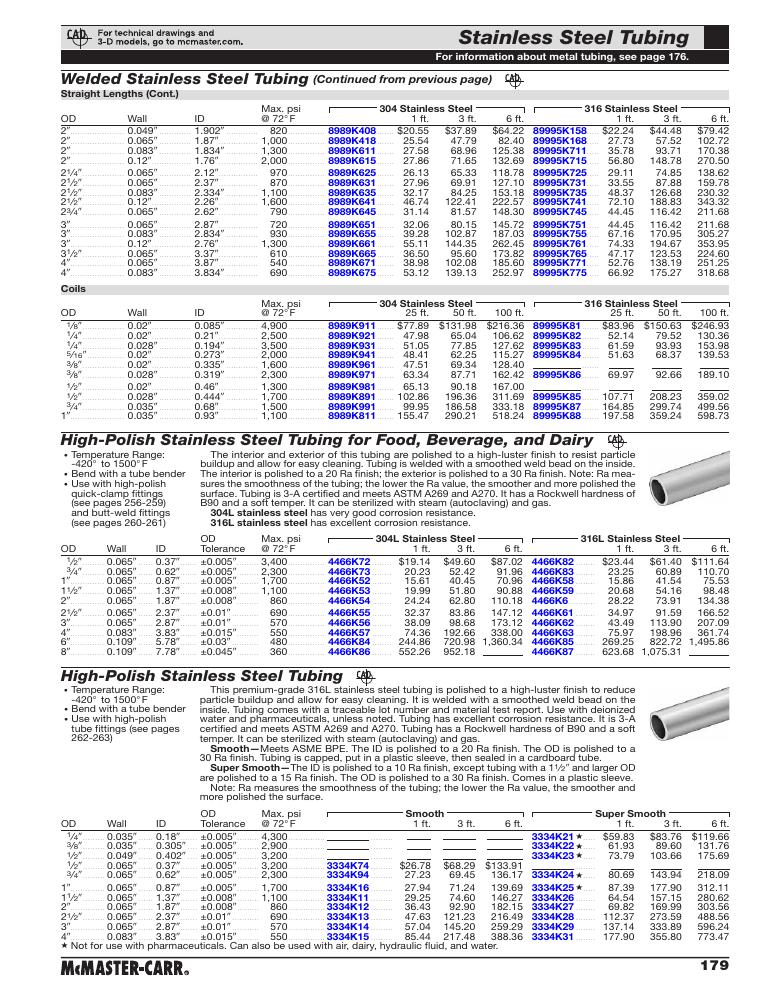 CAD For technical drawings and
3-D models, go to mcmaster.com.
Stainless Steel Tubing
For information about metal tubing, see page 176.
Welded Stainless Steel Tubing (Continued from previous page) CAD
Straight Lengths (Cont.)
Max. psi 304 Stainless Steel 316 Stainless Steel
OD Wall ID @ 72°F 1 ft. 3 ft. 6 ft. 1 ft. 3 ft. 6 ft.
2" 0.049" 1.902" 820 8989K408 $20.55 $37.89 $64.22 89995K158 $22.24 $44.48 $79.42
2" 0.065" 1.87" 1,000 8989K418 25.54 47.79 82.40 89995K168 27.73 57.52 102.72
2" 0.083" 1.834" 1,300 8989K611 27.58 68.96 125.38 89995K711 35.78 93.71 170.38
2" 0.12" 1.76" 2,000 8989K615 27.86 71.65 132.69 89995K715 56.80 148.78 270.50
2 1/4" 0.065" 2.12" 970 8989K625 26.13 65.33 118.78 89995K725 29.11 74.85 138.62
2 1/2" 0.065" 2.37" 870 8989K631 27.96 69.91 127.10 89995K731 33.55 87.88 159.78
2 1/2" 0.083" 2.334" 1,100 8989K635 32.17 84.25 153.18 89995K735 48.37 126.68 230.32
2 1/2" 0.12" 2.26" 1,600 8989K641 46.74 122.41 222.57 89995K741 72.10 188.83 343.32
2 3/4" 0.065" 2.62" 790 8989K645 31.14 81.57 148.30 89995K745 44.45 116.42 211.68
3" 0.065" 2.87" 720 8989K651 32.06 80.15 145.72 89995K751 44.45 116.42 211.68
3" 0.083" 2.834" 930 8989K655 39.28 102.87 187.03 89995K755 67.16 170.95 305.27
3" 0.12" 2.76" 1,300 8989K661 55.11 144.35 262.45 89995K761 74.33 194.67 353.95
3 1/2" 0.065" 3.37" 610 8989K665 36.50 95.60 173.82 89995K765 47.17 123.53 224.60
4" 0.065" 3.87" 540 8989K671 38.98 102.08 185.60 89995K771 52.76 138.19 251.25
4" 0.083" 3.834" 690 8989K675 53.12 139.13 252.97 89995K775 66.92 175.27 318.68
Coils
Max. psi 304 Stainless Steel 316 Stainless Steel
OD Wall ID @ 72°F 25 ft. 50 ft. 100 ft. 25 ft. 50 ft. 100 ft.
1/8" 0.02" 0.085" 4,900 8989K911 $77.89 $131.98 $216.36 89995K81 $83.96 $150.63 $246.93
1/4" 0.02" 0.21" 2,500 8989K921 47.98 65.04 106.62 89995K82 52.14 79.52 130.36
1/4" 0.028" 0.194" 3,500 8989K931 51.05 77.85 127.62 89995K83 61.59 93.93 153.98
5/16" 0.02" 0.273" 2,000 8989K941 48.41 62.25 115.27 89995K84 51.63 68.37 139.53
3/8" 0.02" 0.335" 1,600 8989K961 47.51 69.34 128.40
3/8" 0.028" 0.319" 2,300 8989K971 63.34 87.71 162.42 89995K86 69.97 92.66 189.10
1/2" 0.02" 0.46" 1,300 8989K981 65.13 90.18 167.00
1/2" 0.028" 0.444" 1,700 8989K891 102.86 196.36 311.69 89995K85 107.71 208.23 359.02
3/4" 0.035" 0.68" 1,500 8989K991 99.95 186.58 333.18 89995K87 164.85 299.74 499.56
1" 0.035" 0.93" 1,100 8989K811 155.47 290.21 518.24 89995K88 197.58 359.24 598.73
High-Polish Stainless Steel Tubing for Food, Beverage, and Dairy CAD
• Temperature Range:
-420° to 1500°F
• Bend with a tube bender
• Use with high-polish
quick-clamp fittings
(see pages 256-259)
and butt-weld fittings
(see pages 260-261)
The interior and exterior of this tubing are polished to a high-luster finish to resist particle
buildup and allow for easy cleaning. Tubing is welded with a smoothed weld bead on the inside.
The interior is polished to a 20 Ra finish; the exterior is polished to a 30 Ra finish. Note: Ra mea-
sures the smoothness of the tubing; the lower the Ra value, the smoother and more polished the
surface. Tubing is 3-A certified and meets ASTM A269 and A270. It has a Rockwell hardness of
B90 and a soft temper. It can be sterilized with steam (autoclaving) and gas.
304L stainless steel has very good corrosion resistance.
316L stainless steel has excellent corrosion resistance.
OD Max. psi 304L Stainless Steel 316L Stainless Steel
OD Wall ID Tolerance @ 72°F 1 ft. 3 ft. 6 ft. 1 ft. 3 ft. 6 ft.
1/2" 0.065" 0.37" ±0.005" 3,400 4466K72 $19.14 $49.60 $87.02 4466K82 $23.44 $61.40 $111.64
3/4" 0.065" 0.62" ±0.005" 2,300 4466K73 20.23 52.42 91.96 4466K83 23.25 60.89 110.70
1" 0.065" 0.87" ±0.005" 1,700 4466K52 15.61 40.45 70.96 4466K58 15.86 41.54 75.53
1 1/2" 0.065" 1.37" ±0.008" 1,100 4466K53 19.99 51.80 90.88 4466K59 20.68 54.16 98.48
2" 0.065" 1.87" ±0.008" 860 4466K54 24.24 62.80 110.18 4466K6 28.22 73.91 134.38
2 1/2" 0.065" 2.37" ±0.01" 690 4466K55 32.37 83.86 147.12 4466K61 34.97 91.59 166.52
3" 0.065" 2.87" ±0.01" 570 4466K56 38.09 98.68 173.12 4466K62 43.49 113.90 207.09
4" 0.083" 3.83" ±0.015" 550 4466K57 74.36 192.66 338.00 4466K63 75.97 198.96 361.74
6" 0.109" 5.78" ±0.03" 480 4466K84 244.86 720.98 1,360.34 4466K85 269.25 822.72 1,495.86
8" 0.109" 7.78" ±0.045" 360 4466K86 552.26 952.18 4466K87 623.68 1,075.31
High-Polish Stainless Steel Tubing CAD
• Temperature Range:
-420° to 1500°F
• Bend with a tube bender
• Use with high-polish
tube fittings (see pages
262-263)
This premium-grade 316L stainless steel tubing is polished to a high-luster finish to reduce
particle buildup and allow for easy cleaning. It is welded with a smoothed weld bead on the
inside. Tubing comes with a traceable lot number and material test report. Use with deionized
water and pharmaceuticals, unless noted. Tubing has excellent corrosion resistance. It is 3-A
certified and meets ASTM A269 and A270. Tubing has a Rockwell hardness of B90 and a soft
temper. It can be sterilized with steam (autoclaving) and gas.
Smooth—Meets ASME BPE. The ID is polished to a 20 Ra finish. The OD is polished to a
30 Ra finish. Tubing is capped, put in a plastic sleeve, then sealed in a cardboard tube.
Super Smooth—The ID is polished to a 10 Ra finish, except tubing with a 1 1/2" and larger OD
are polished to a 15 Ra finish. The OD is polished to a 30 Ra finish. Comes in a plastic sleeve.
Note: Ra measures the smoothness of the tubing; the lower the Ra value, the smoother and
more polished the surface.
OD Max. psi Smooth Super Smooth
OD Wall ID Tolerance @ 72°F 1 ft. 3 ft. 6 ft. 1 ft. 3 ft. 6 ft.
1/4" 0.035" 0.18" ±0.005" 4,300 3334K21★ $59.83 $83.76 $119.66
3/8" 0.035" 0.305" ±0.005" 2,900 3334K22★ 61.93 89.60 131.76
1/2" 0.049" 0.402" ±0.005" 3,200 3334K23★ 73.79 103.66 175.69
1/2" 0.065" 0.37" ±0.005" 3,200 3334K74 $26.78 $68.29 $133.91
3/4" 0.065" 0.62" ±0.005" 2,300 3334K94 27.23 69.45 136.17 3334K24★ 80.69 143.94 218.09
1" 0.065" 0.87" ±0.005" 1,700 3334K16 27.94 71.24 139.69 3334K25★ 87.39 177.90 312.11
1 1/2" 0.065" 1.37" ±0.008" 1,100 3334K11 29.25 74.60 146.27 3334K26 64.54 157.15 280.62
2" 0.065" 1.87" ±0.008" 860 3334K12 36.43 92.90 182.15 3334K27 69.82 169.99 303.56
2 1/2" 0.065" 2.37" ±0.01" 690 3334K13 47.63 121.23 216.49 3334K28 112.37 273.59 488.56
3" 0.065" 2.87" ±0.01" 570 3334K14 57.04 145.20 259.29 3334K29 137.14 333.89 596.24
4" 0.083" 3.83" ±0.015" 550 3334K15 85.44 217.48 388.36 3334K31 177.90 355.80 773.47
★ Not for use with pharmaceuticals. Can also be used with air, dairy, hydraulic fluid, and water.
McMASTER-CARR®
179